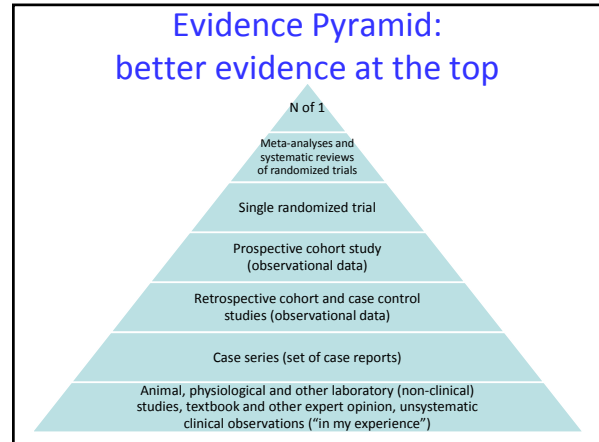 Evidence Pyramid:
better evidence at the top
N of 1
Meta-analyses and
systematic reviews
of randomized trials
Single randomized trial
Prospective cohort study
(observational data)
Retrospective cohort and case control
studies (observational data)
Case series (set of case reports)
Animal, physiological and other laboratory (non-clinical)
studies, textbook and other expert opinion, unsystematic
clinical observations (“in my experience”)